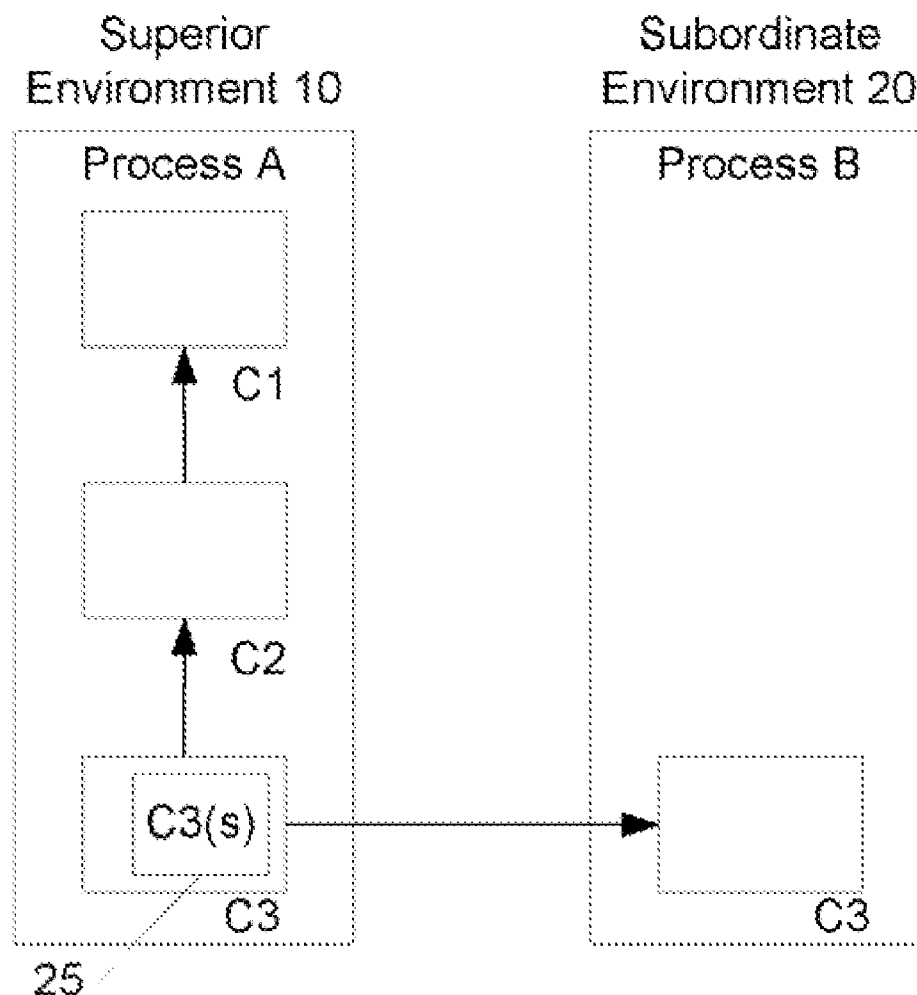 Superior
Environment 10
Subordinate
Environment 20
Process A
Process B
C1
C2
C3(s)
C3
C3
25